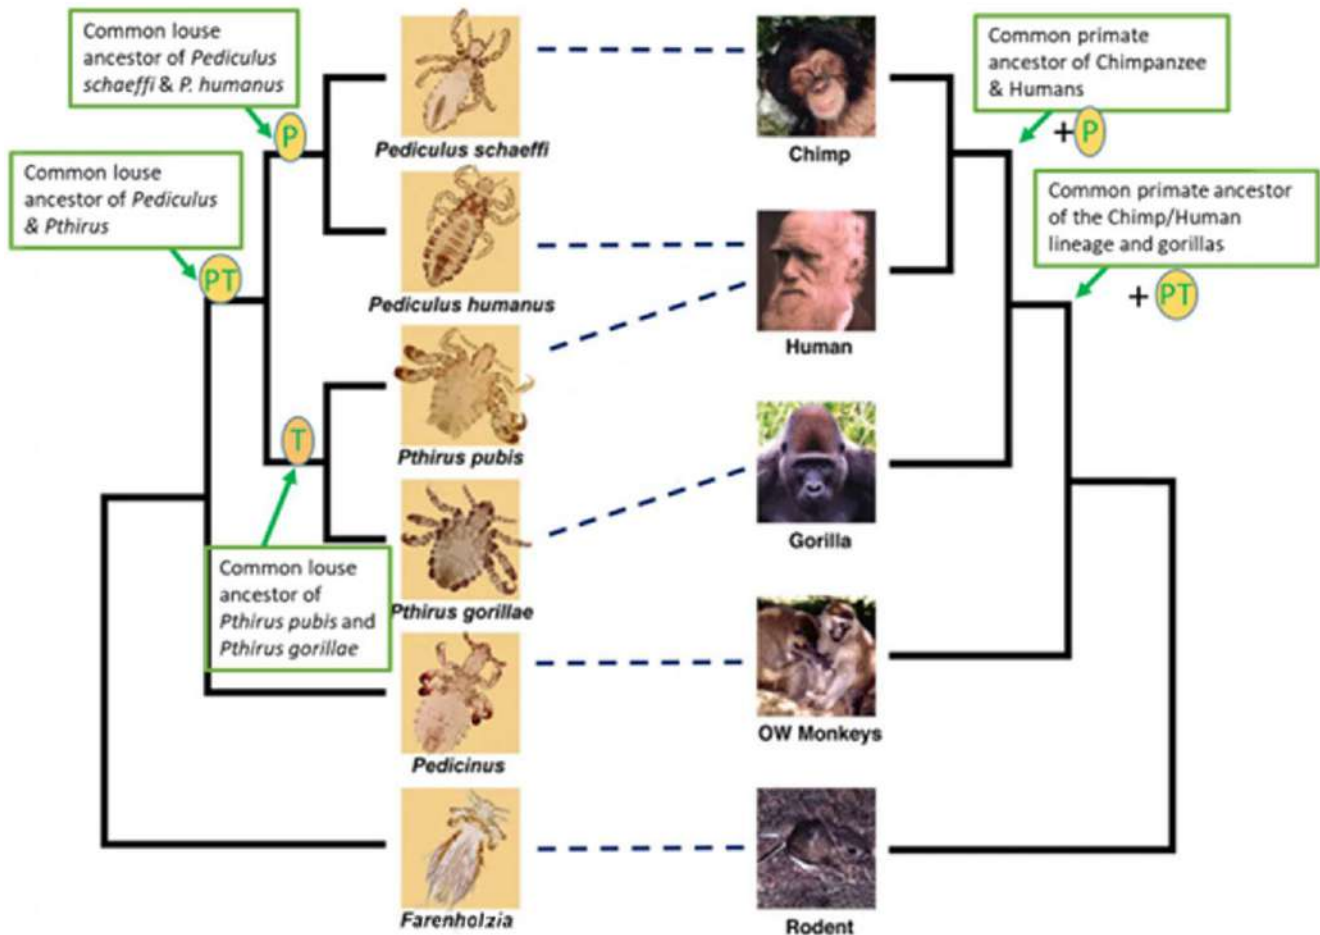 Common louse
ancestor of Pediculus
schaeffi & P. humanus
P
Common louse
ancestor of Pediculus
& Pthirus
PT
T
Common louse
ancestor of
Pthirus pubis and
Pthirus gorillae
Pediculus schaeffi
Pediculus humanus
Pthirus pubis
Pthirus gorillae
Pedicinus
Farenholzia
Chimp
Human
Gorilla
OW Monkeys
Rodent
Common primate
ancestor of Chimpanzee
& Humans
+ P
Common primate ancestor
of the Chimp/Human
lineage and gorillas
+ PT